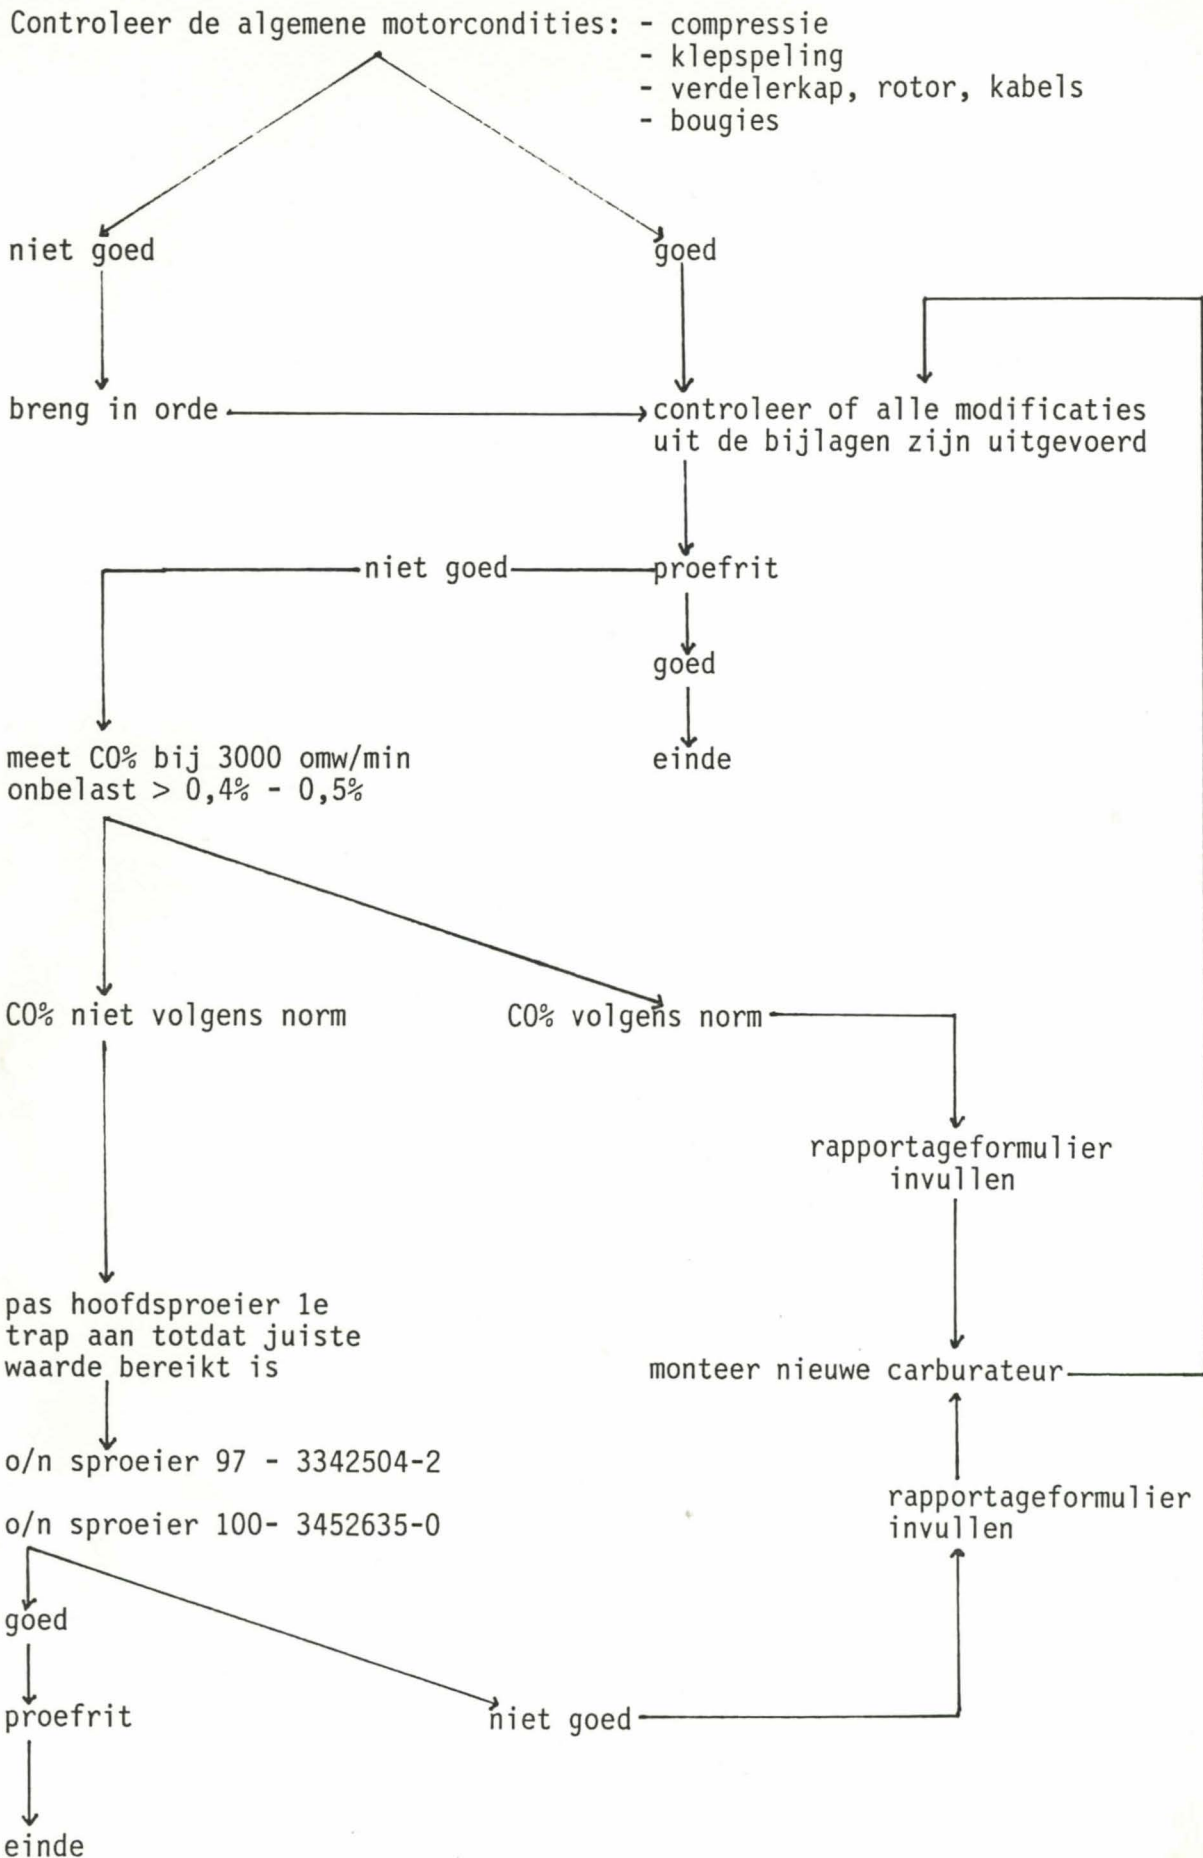 Controleer de algemene motorcondities: - compressie
- klepspeling
- verdelerkap, rotor, kabels
- bougies
niet goed
goed
breng in orde
controleer of alle modificaties
uit de bijlagen zijn uitgevoerd
niet goed
proefrit
goed
einde
meet CO% bij 3000 omw/min
onbelast > 0,4% - 0,5%
CO% niet volgens norm
CO% volgens norm
rapportageformulier
invullen
pas hoofdsproeier 1e
trap aan totdat juiste
waarde bereikt is
monteer nieuwe carburateur
o/n sproeier 97 - 3342504-2
o/n sproeier 100- 3452635-0
rapportageformulier
invullen
goed
proefrit
niet goed
einde